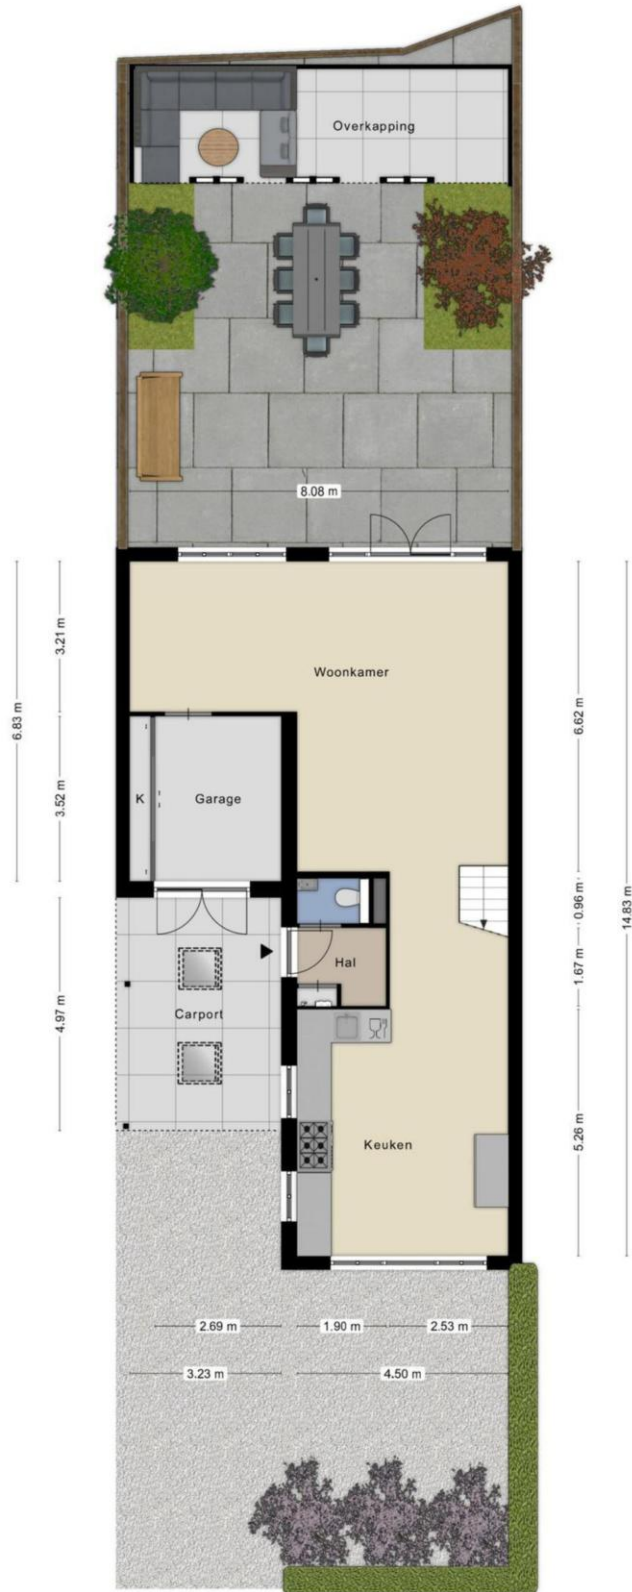 Overkapping
8.08 m
Woonkamer
3.21 m
6.83 m
6.62 m
3.52 m
K
Garage
0.96 m
14.83 m
Hal
1.67 m
4.97 m
Carport
Keuken
5.26 m
2.69 m
1.90 m
2.53 m
3.23 m
4.50 m